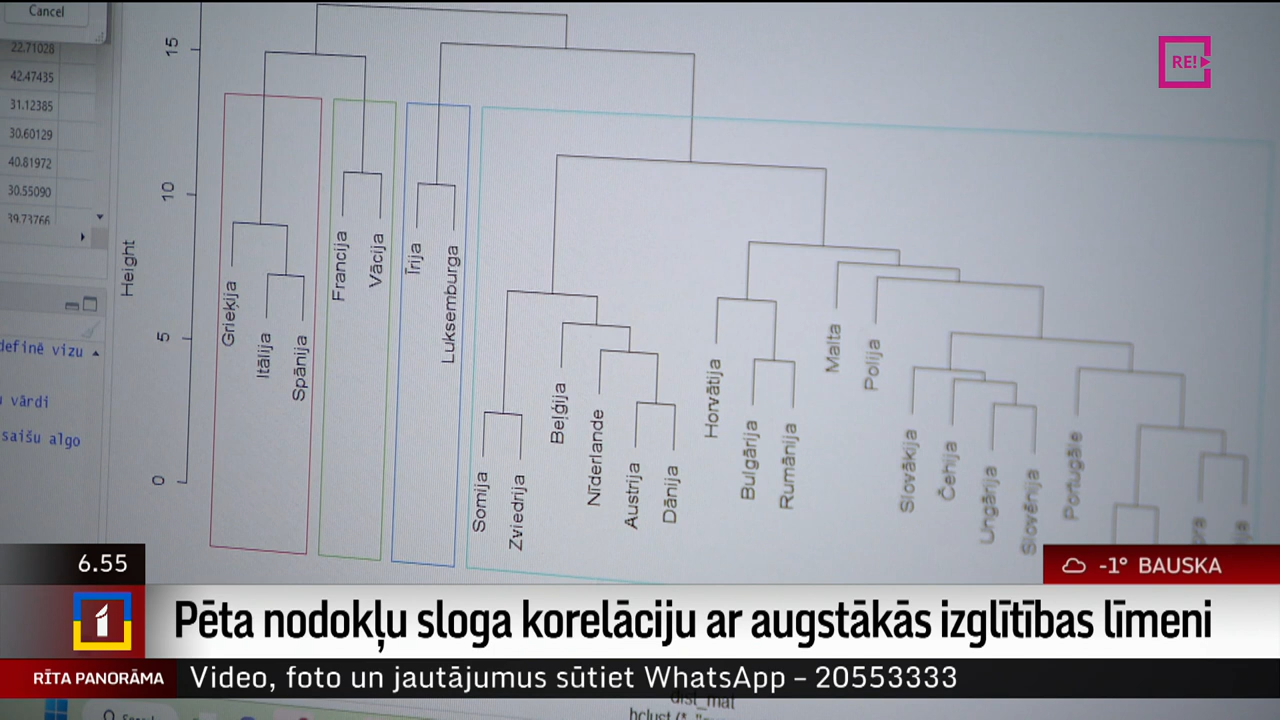 Cancel
22.71028
42.47435
31.12385
30.60129
40.81972
30.55090
39.73766
definē vizu
vārdi
saišu algo
Height
15
10
5
0
Grieķija
Itālija
Spānija
Francija
Vācija
Īrija
Luksemburga
Somija
Zviedrija
Beļģija
Nīderlande
Austrija
Dānija
Horvātija
Bulgārija
Rumānija
Malta
Polija
Slovākija
Čehija
Ungārija
Slovēnija
Portugāle
RE!
6.55
-1° BAUSKA
1
Pēta nodokļu sloga korelāciju ar augstākās izglītības līmeni
RĪTA PANORĀMA
Video, foto un jautājumus sūtiet WhatsApp – 20553333
dist_mat